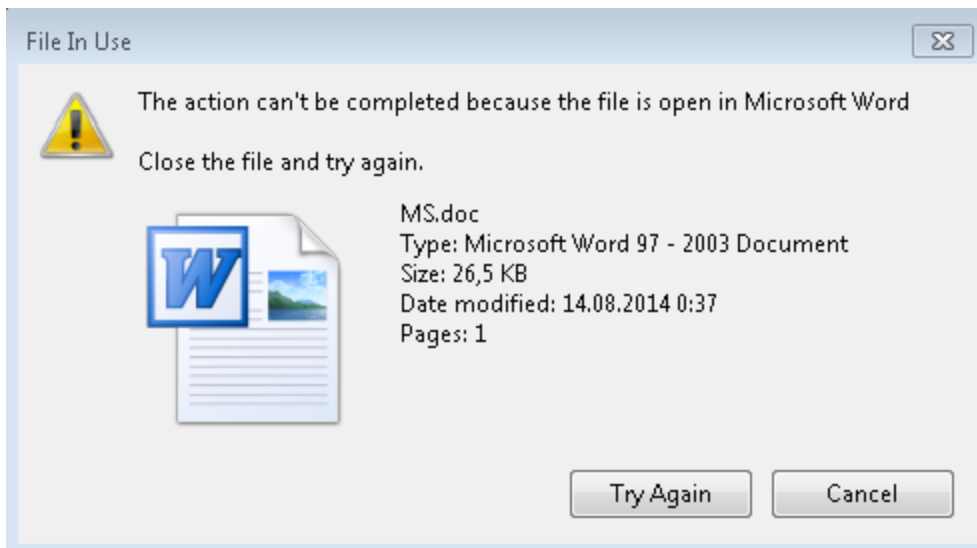 File In Use
The action can't be completed because the file is open in Microsoft Word
Close the file and try again.
MS.doc
Type: Microsoft Word 97 - 2003 Document
Size: 26,5 KB
Date modified: 14.08.2014 0:37
Pages: 1
W
Try Again
Cancel